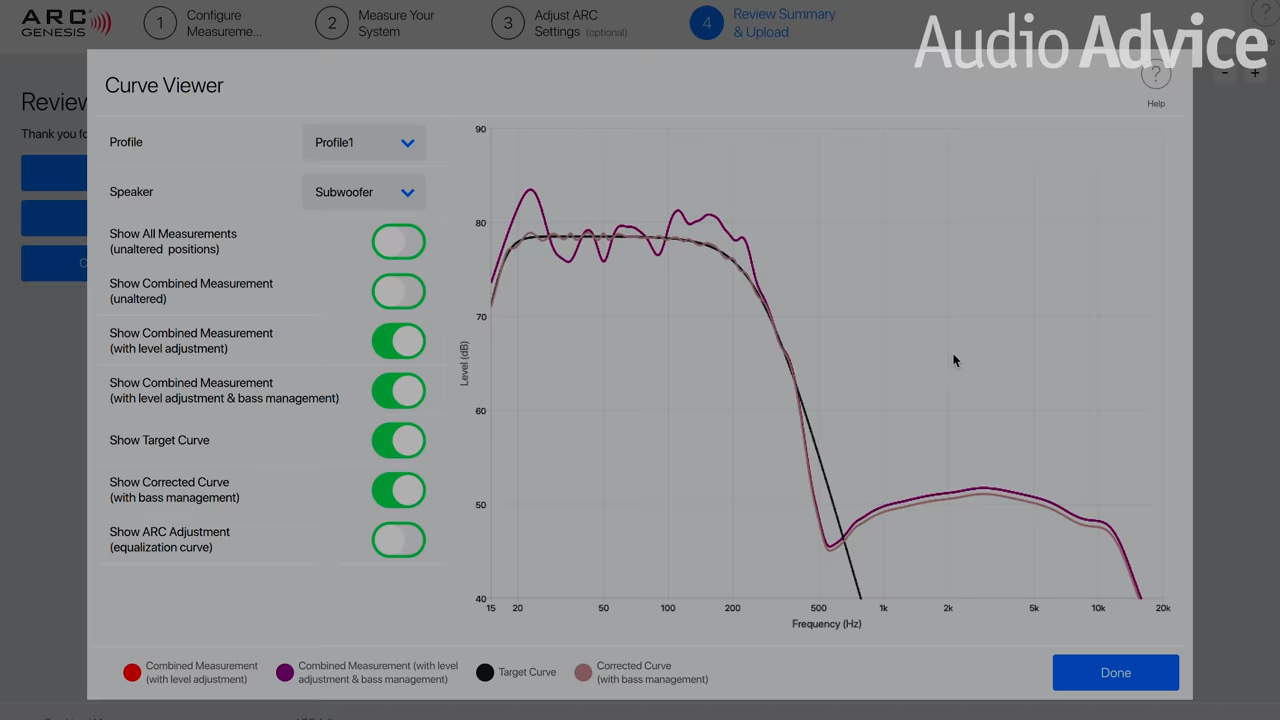 ARC
GENESIS
1
Configure
Measureme...
2
Measure Your
System
3
Adjust ARC
Settings (optional)
4
Review Summary
& Upload
?
Audio Advice
Review
Thank you fo
C
- +
Curve Viewer
?
Help
Profile
Profile1
Speaker
Subwoofer
Show All Measurements
(unaltered positions)
Show Combined Measurement
(unaltered)
Show Combined Measurement
(with level adjustment)
Show Combined Measurement
(with level adjustment & bass management)
Show Target Curve
Show Corrected Curve
(with bass management)
Show ARC Adjustment
(equalization curve)
Level (dB)
90
80
70
60
50
40
15 20 50 100 200 500 1k 2k 5k 10k 20k
Frequency (Hz)
Combined Measurement
(with level adjustment)
Combined Measurement (with level
adjustment & bass management)
Target Curve
Corrected Curve
(with bass management)
Done